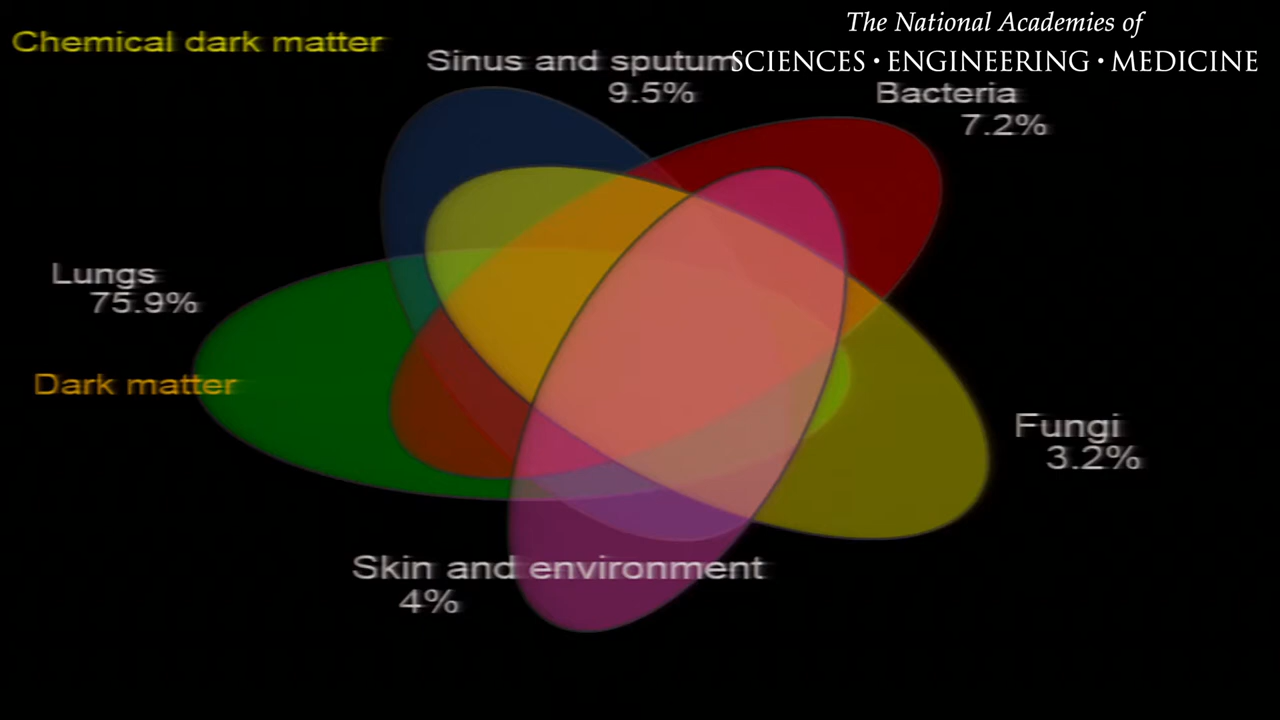 The National Academies of
SCIENCES · ENGINEERING · MEDICINE
Chemical dark matter
Sinus and sputum
9.5%
Bacteria
7.2%
Lungs
75.9%
Dark matter
Fungi
3.2%
Skin and environment
4%